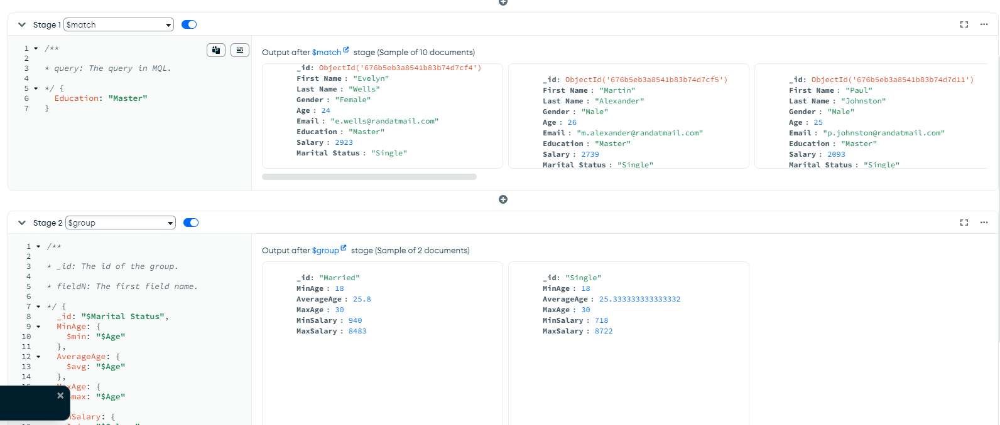 Stage 1 $match
1 /**
2
3 * query: The query in MQL.
4
5 */ {
6 Education: "Master"
7 }
Output after $match stage (Sample of 10 documents)
_id: ObjectId('676b5eb3a8541b83b74d7cf4')
First Name : "Evelyn"
Last Name : "Wells"
Gender : "Female"
Age : 24
Email : "e.wells@randatmail.com"
Education : "Master"
Salary : 2923
Marital Status : "Single"
_id: ObjectId('676b5eb3a8541b83b74d7cf5')
First Name : "Martin"
Last Name : "Alexander"
Gender : "Male"
Age : 26
Email : "m.alexander@randatmail.com"
Education : "Master"
Salary : 2739
Marital Status : "Single"
_id: ObjectId('676b5eb3a8541b83b74d7d11')
First Name : "Paul"
Last Name : "Johnston"
Gender : "Male"
Age : 25
Email : "p.johnston@randatmail.com"
Education : "Master"
Salary : 2093
Marital Status : "Single"
Stage 2 $group
1 /**
2
3 * _id: The id of the group.
4
5 * fieldN: The first field name.
6
7 */ {
8 _id: "$Marital Status",
9 MinAge: {
10 $min: "$Age"
11 },
12 AverageAge: {
13 $avg: "$Age"
14 },
xAge: {
max: "$Age"
Salary: {
Output after $group stage (Sample of 2 documents)
_id: "Married"
MinAge : 18
AverageAge : 25.8
MaxAge : 30
MinSalary : 940
MaxSalary : 8483
_id: "Single"
MinAge : 18
AverageAge : 25.333333333333332
MaxAge : 30
MinSalary : 718
MaxSalary : 8722